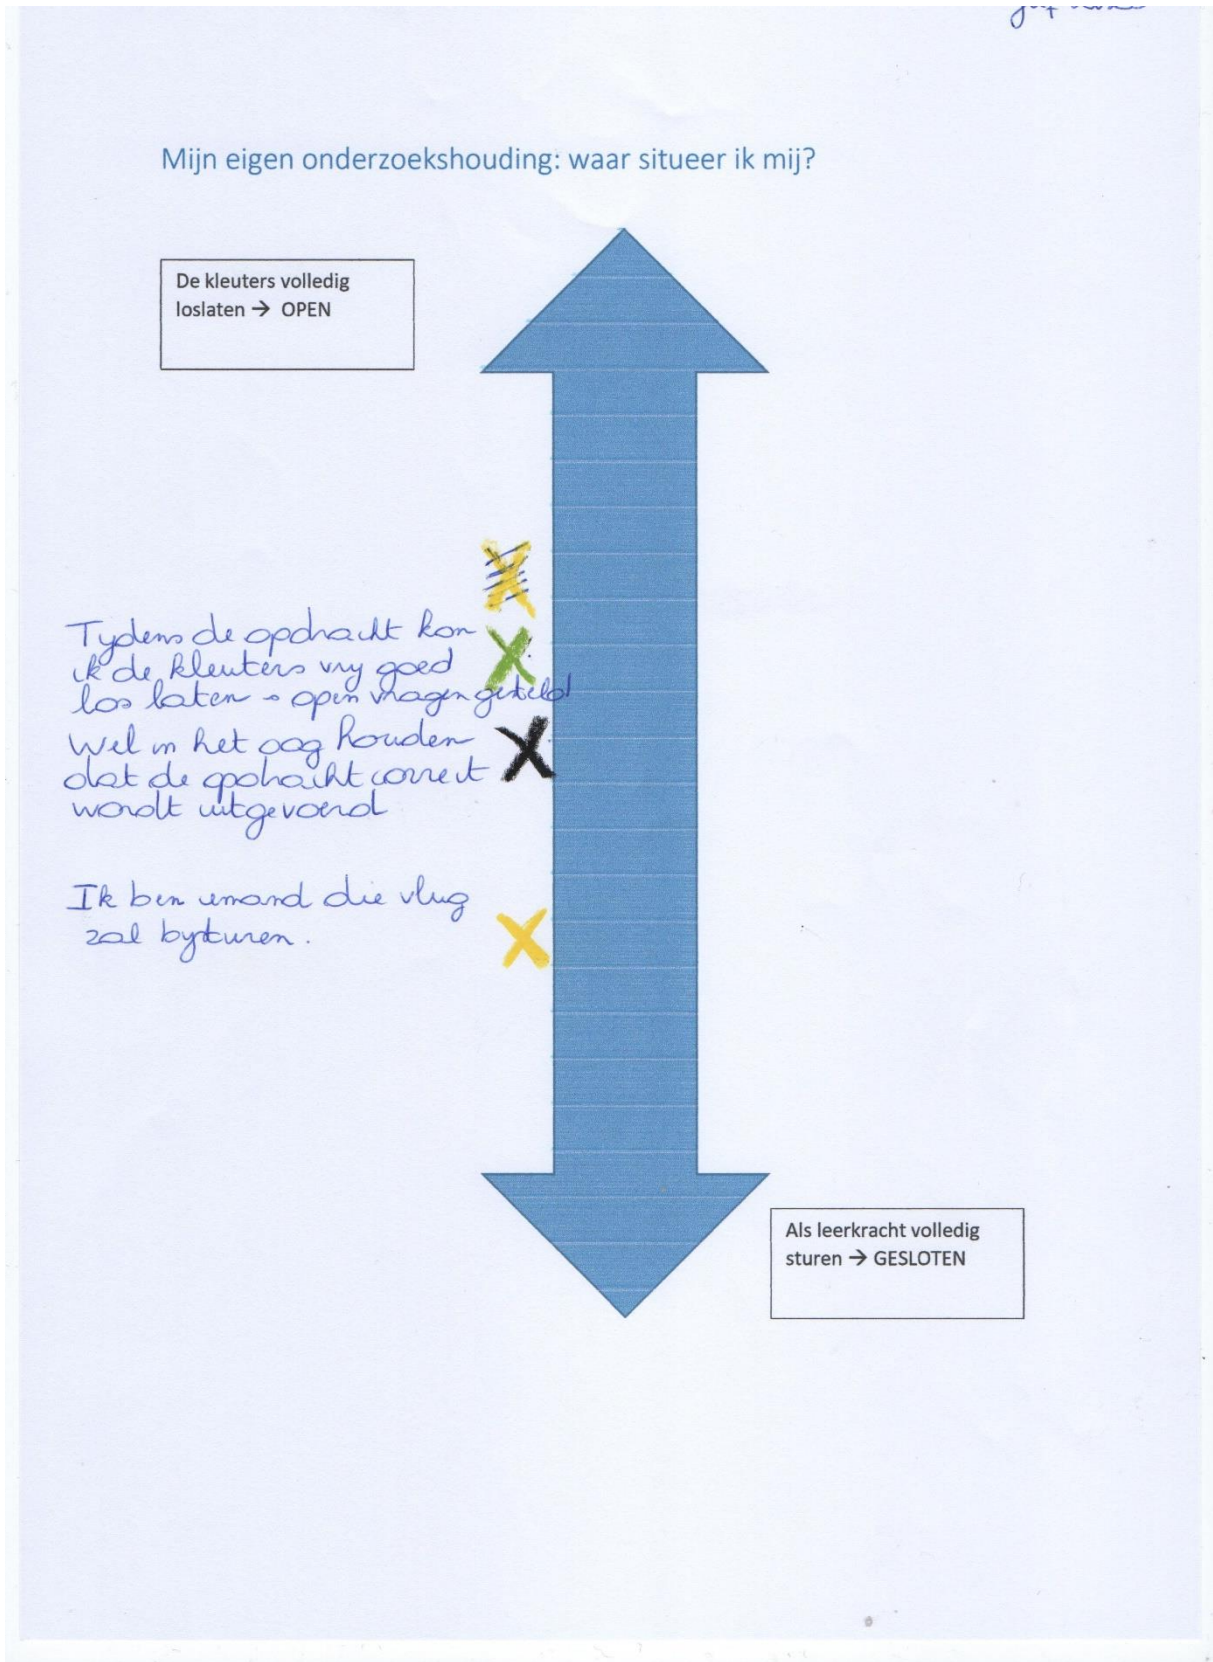 juf
Mijn eigen onderzoekshouding: waar situeer ik mij?
De kleuters volledig
loslaten → OPEN
Tijdens de opdracht kon
ik de kleuters vrij goed
los laten → open vragen gesteld
Wel in het oog houden
dat de opdracht correct
wordt uitgevoerd
Ik ben iemand die vlug
zal bijsturen.
Als leerkracht volledig
sturen → GESLOTEN